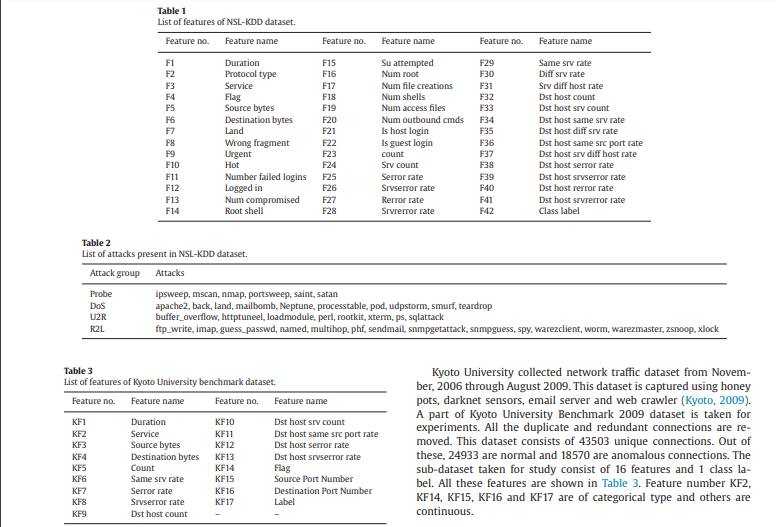 Table 1
List of features of NSL-KDD dataset.
Feature no. Feature name Feature no. Feature name Feature no. Feature name
F1 Duration F15 Su attempted F29 Same srv rate
F2 Protocol type F16 Num root F30 Diff srv rate
F3 Service F17 Num file creations F31 Srv diff host rate
F4 Flag F18 Num shells F32 Dst host count
F5 Source bytes F19 Num access files F33 Dst host srv count
F6 Destination bytes F20 Num outbound cmds F34 Dst host same srv rate
F7 Land F21 Is host login F35 Dst host diff srv rate
F8 Wrong fragment F22 Is guest login F36 Dst host same src port rate
F9 Urgent F23 count F37 Dst host srv diff host rate
F10 Hot F24 Srv count F38 Dst host serror rate
F11 Number failed logins F25 Serror rate F39 Dst host srvserror rate
F12 Logged in F26 Srvserror rate F40 Dst host rerror rate
F13 Num compromised F27 Rerror rate F41 Dst host srvrerror rate
F14 Root shell F28 Srvrerror rate F42 Class label
Table 2
List of attacks present in NSL-KDD dataset.
Attack group Attacks
Probe ipsweep, mscan, nmap, portsweep, saint, satan
DoS apache2, back, land, mailbomb, Neptune, processtable, pod, udpstorm, smurf, teardrop
U2R buffer_overflow, httptuneel, loadmodule, perl, rootkit, xterm, ps, sqlattack
R2L ftp_write, imap, guess_passwd, named, multihop, phf, sendmail, snmpgetattack, snmpguess, spy, warezclient, worm, warezmaster, zsnoop, xlock
Table 3
List of features of Kyoto University benchmark dataset.
Feature no. Feature name Feature no. Feature name
KF1 Duration KF10 Dst host srv count
KF2 Service KF11 Dst host same src port rate
KF3 Source bytes KF12 Dst host serror rate
KF4 Destination bytes KF13 Dst host srvserror rate
KF5 Count KF14 Flag
KF6 Same srv rate KF15 Source Port Number
KF7 Serror rate KF16 Destination Port Number
KF8 Srvserror rate KF17 Label
KF9 Dst host count – –
Kyoto University collected network traffic dataset from Novem-
ber, 2006 through August 2009. This dataset is captured using honey
pots, darknet sensors, email server and web crawler (Kyoto, 2009).
A part of Kyoto University Benchmark 2009 dataset is taken for
experiments. All the duplicate and redundant connections are re-
moved. This dataset consists of 43503 unique connections. Out of
these, 24933 are normal and 18570 are anomalous connections. The
sub-dataset taken for study consist of 16 features and 1 class la-
bel. All these features are shown in Table 3. Feature number KF2,
KF14, KF15, KF16 and KF17 are of categorical type and others are
continuous.